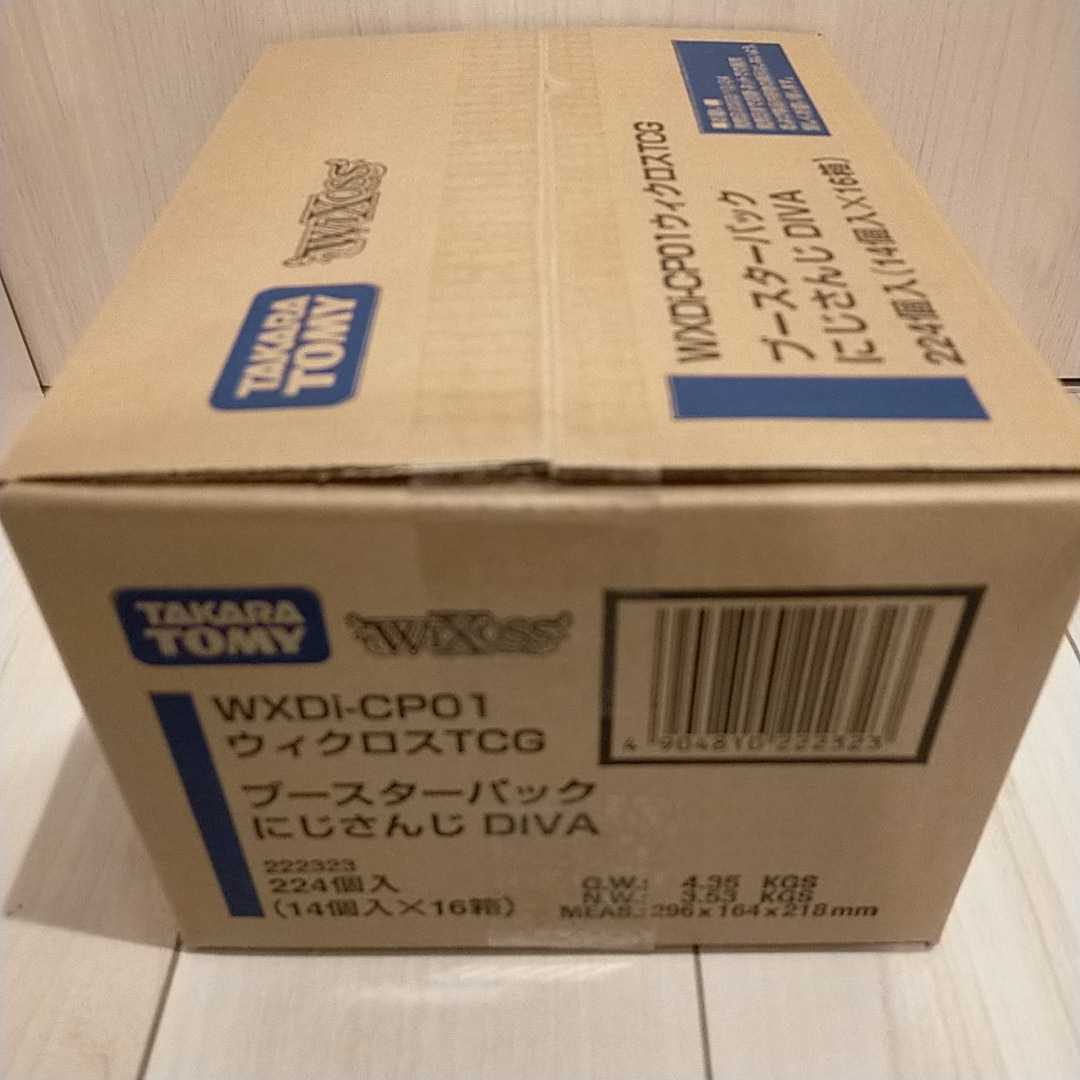 WIXOSS
TAKARA
TOMY
WXDi-CP01ウィクロスTCG
ブースターパック
にじさんじ DIVA
224個入(14個入×16箱)
TAKARA
TOMY
WIXOSS
WXDi-CP01
ウィクロスTCG
ブースターパック
にじさんじ DIVA
222323
224個入
(14個入×16箱)
4 904810 222323
G.W.: 4.35 KGS
N.W.: 3.53 KGS
MEAS.:296x164x218mm